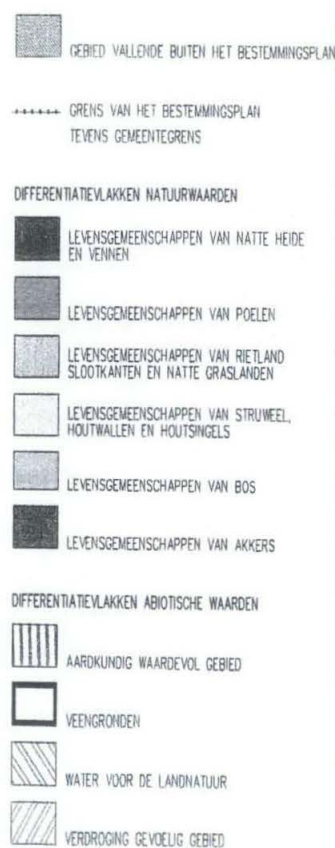 GEBIED VALLENDE BUITEN HET BESTEMMINGSPLAN
GRENS VAN HET BESTEMMINGSPLAN
TEVENS GEMEENTEGRENS
DIFFERENTIATIEVLAKKEN NATUURWAARDEN
LEVENSGEMEENSCHAPPEN VAN NATTE HEIDE
EN VENNEN
LEVENSGEMEENSCHAPPEN VAN POELEN
LEVENSGEMEENSCHAPPEN VAN RIETLAND
SLOOTKANTEN EN NATTE GRASLANDEN
LEVENSGEMEENSCHAPPEN VAN STRUWEEL,
HOUTWALLEN EN HOUTSINGELS
LEVENSGEMEENSCHAPPEN VAN BOS
LEVENSGEMEENSCHAPPEN VAN AKKERS
DIFFERENTIATIEVLAKKEN ABIOTISCHE WAARDEN
AARDKUNDIG WAARDEVOL GEBIED
VEENGRONDEN
WATER VOOR DE LANDNATUUR
VERDROGING GEVOELIG GEBIED